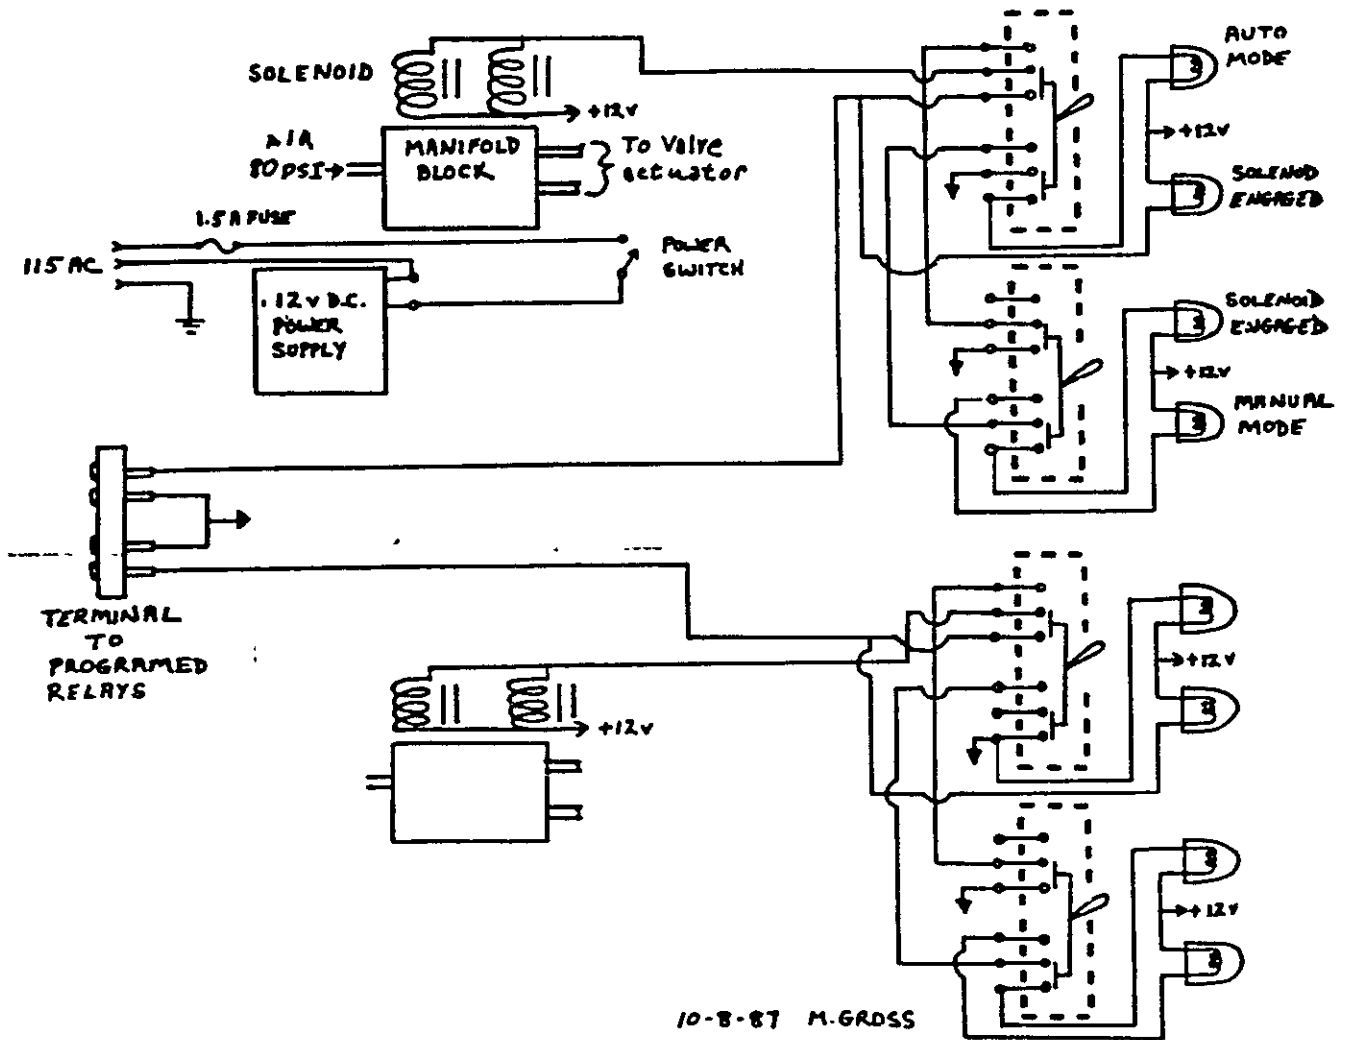 SOLENOID
+12V
AIR
80 PSI→
MANIFOLD
BLOCK
To Valve
actuator
1.5 A FUSE
115 AC
12V D.C.
POWER
SUPPLY
POWER
SWITCH
AUTO
MODE
+12V
SOLENOD
ENGAGED
SOLENOID
ENGAGED
+12V
MANUAL
MODE
TERMINAL
TO
PROGRAMED
RELAYS
+12V
+12V
+12V
10-8-87 M.GROSS